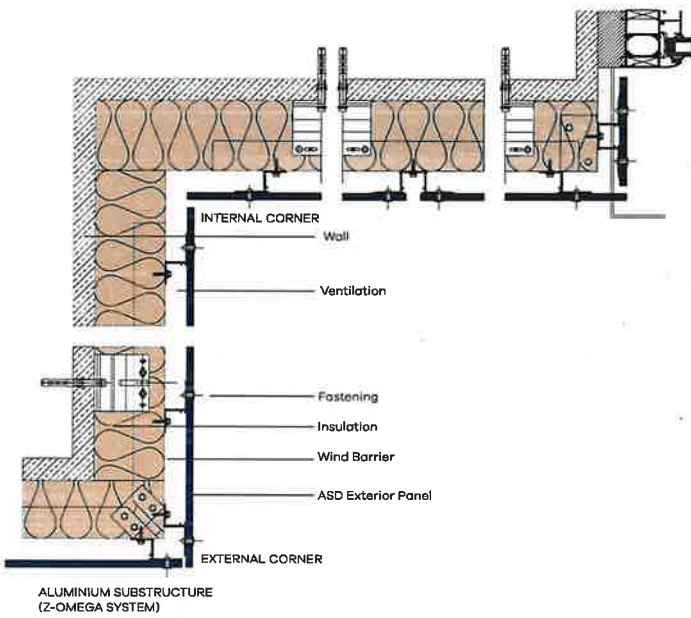 INTERNAL CORNER
Wall
Ventilation
Fastening
Insulation
Wind Barrier
ASD Exterior Panel
EXTERNAL CORNER
ALUMINIUM SUBSTRUCTURE
(Z-OMEGA SYSTEM)